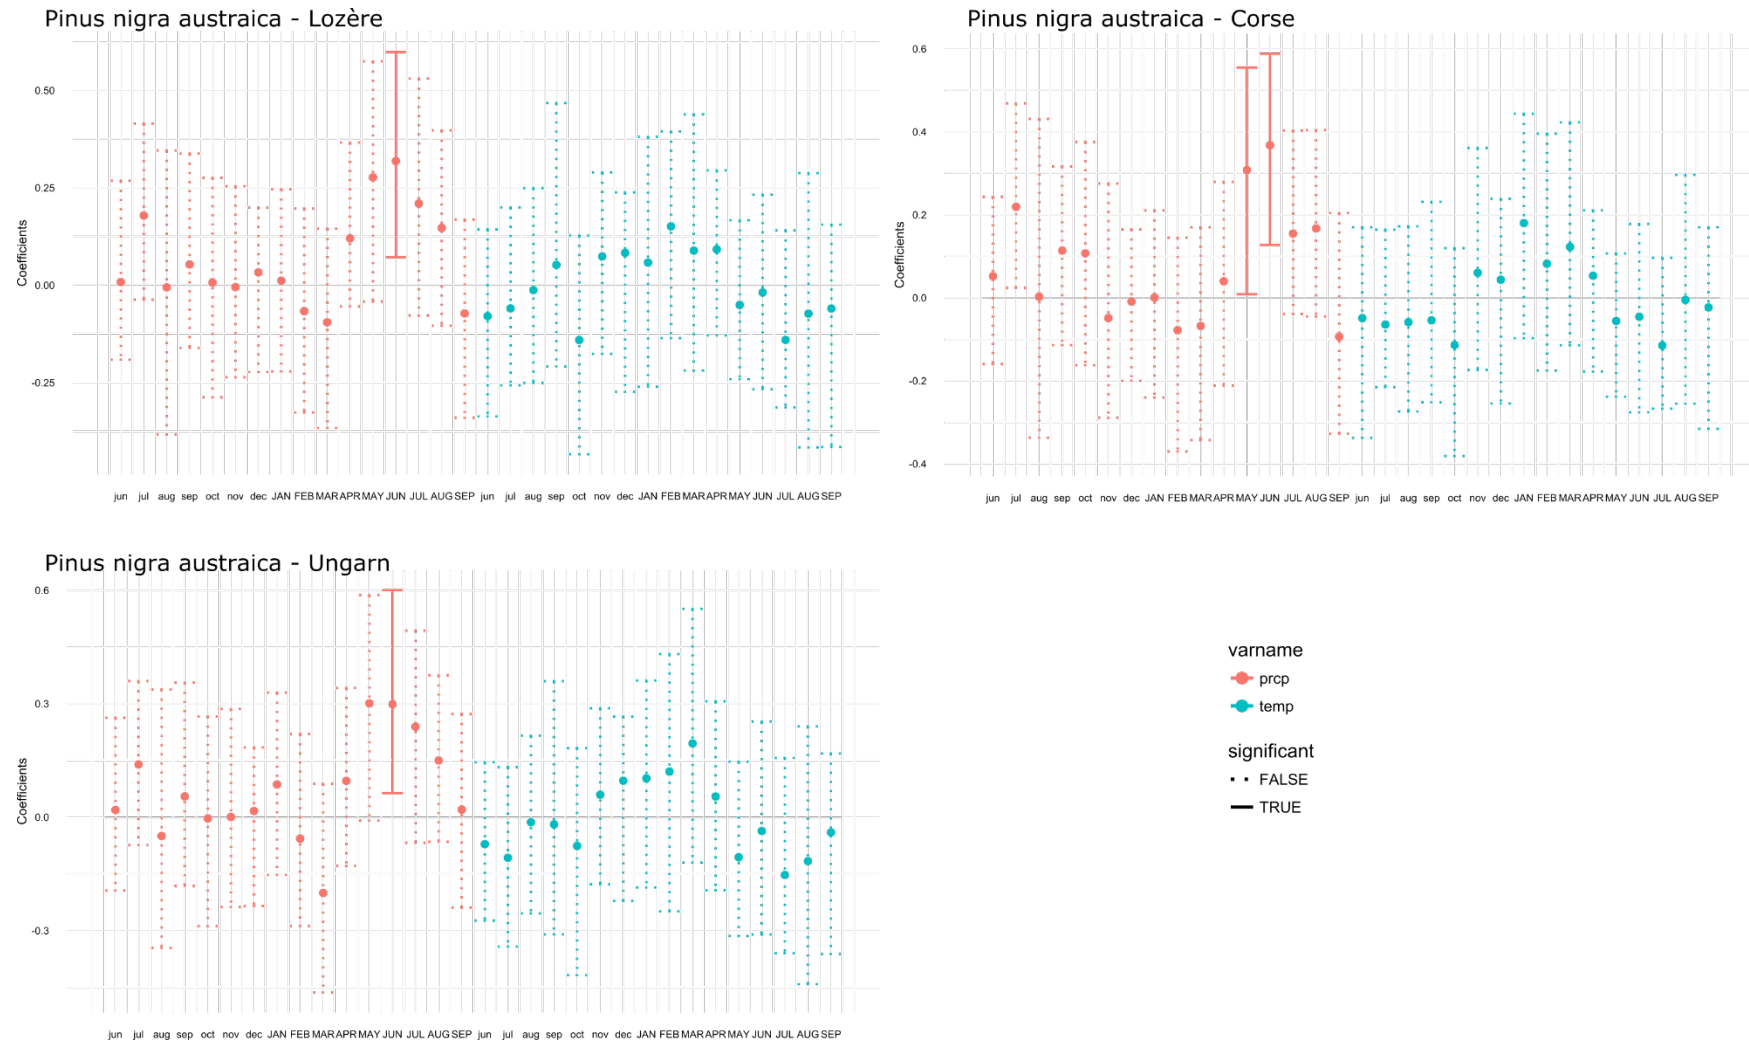 Pinus nigra austraica - Lozère
Coefficients
0.50
0.25
0.00
-0.25
jun jul aug sep oct nov dec JAN FEB MAR APR MAY JUN JUL AUG SEP jun jul aug sep oct nov dec JAN FEB MAR APR MAY JUN JUL AUG SEP
Pinus nigra austraica - Corse
Coefficients
0.6
0.4
0.2
0.0
-0.2
-0.4
jun jul aug sep oct nov dec JAN FEB MAR APR MAY JUN JUL AUG SEP jun jul aug sep oct nov dec JAN FEB MAR APR MAY JUN JUL AUG SEP
Pinus nigra austraica - Ungarn
Coefficients
0.6
0.3
0.0
-0.3
jun jul aug sep oct nov dec JAN FEB MAR APR MAY JUN JUL AUG SEP jun jul aug sep oct nov dec JAN FEB MAR APR MAY JUN JUL AUG SEP
varname
prcp
temp
significant
FALSE
TRUE